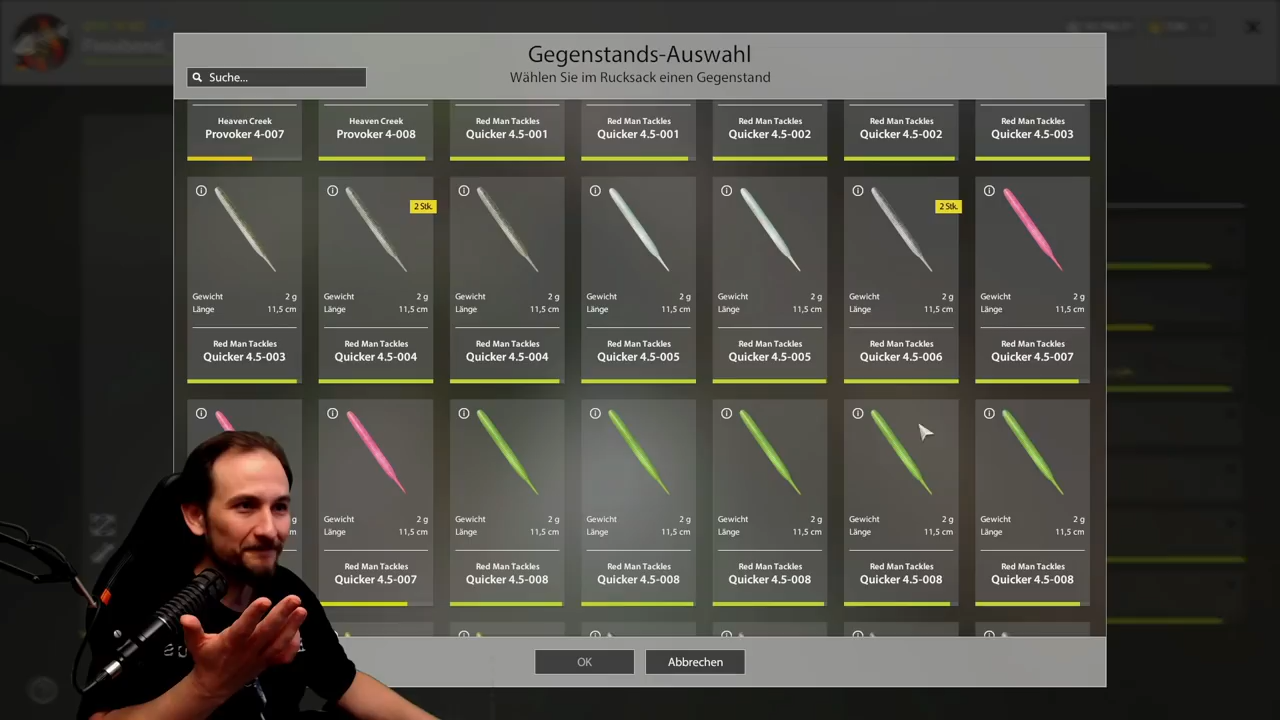 Gegenstands-Auswahl
Suche...
Wählen Sie im Rucksack einen Gegenstand
Heaven Creek Heaven Creek Red Man Tackles Red Man Tackles Red Man Tackles Red Man Tackles Red Man Tackles
Provoker 4-007 Provoker 4-008 Quicker 4.5-001 Quicker 4.5-001 Quicker 4.5-002 Quicker 4.5-002 Quicker 4.5-003
2 Stk. 2 Stk.
Gewicht 2 g Gewicht 2 g Gewicht 2 g Gewicht 2 g Gewicht 2 g Gewicht 2 g Gewicht 2 g
Länge 11,5 cm Länge 11,5 cm Länge 11,5 cm Länge 11,5 cm Länge 11,5 cm Länge 11,5 cm Länge 11,5 cm
Red Man Tackles Red Man Tackles Red Man Tackles Red Man Tackles Red Man Tackles Red Man Tackles Red Man Tackles
Quicker 4.5-003 Quicker 4.5-004 Quicker 4.5-004 Quicker 4.5-005 Quicker 4.5-005 Quicker 4.5-006 Quicker 4.5-007
2 g Gewicht 2 g Gewicht 2 g Gewicht 2 g Gewicht 2 g Gewicht 2 g Gewicht 2 g
cm Länge 11,5 cm Länge 11,5 cm Länge 11,5 cm Länge 11,5 cm Länge 11,5 cm Länge 11,5 cm
Red Man Tackles Red Man Tackles Red Man Tackles Red Man Tackles Red Man Tackles Red Man Tackles
Quicker 4.5-007 Quicker 4.5-008 Quicker 4.5-008 Quicker 4.5-008 Quicker 4.5-008 Quicker 4.5-008
OK Abbrechen